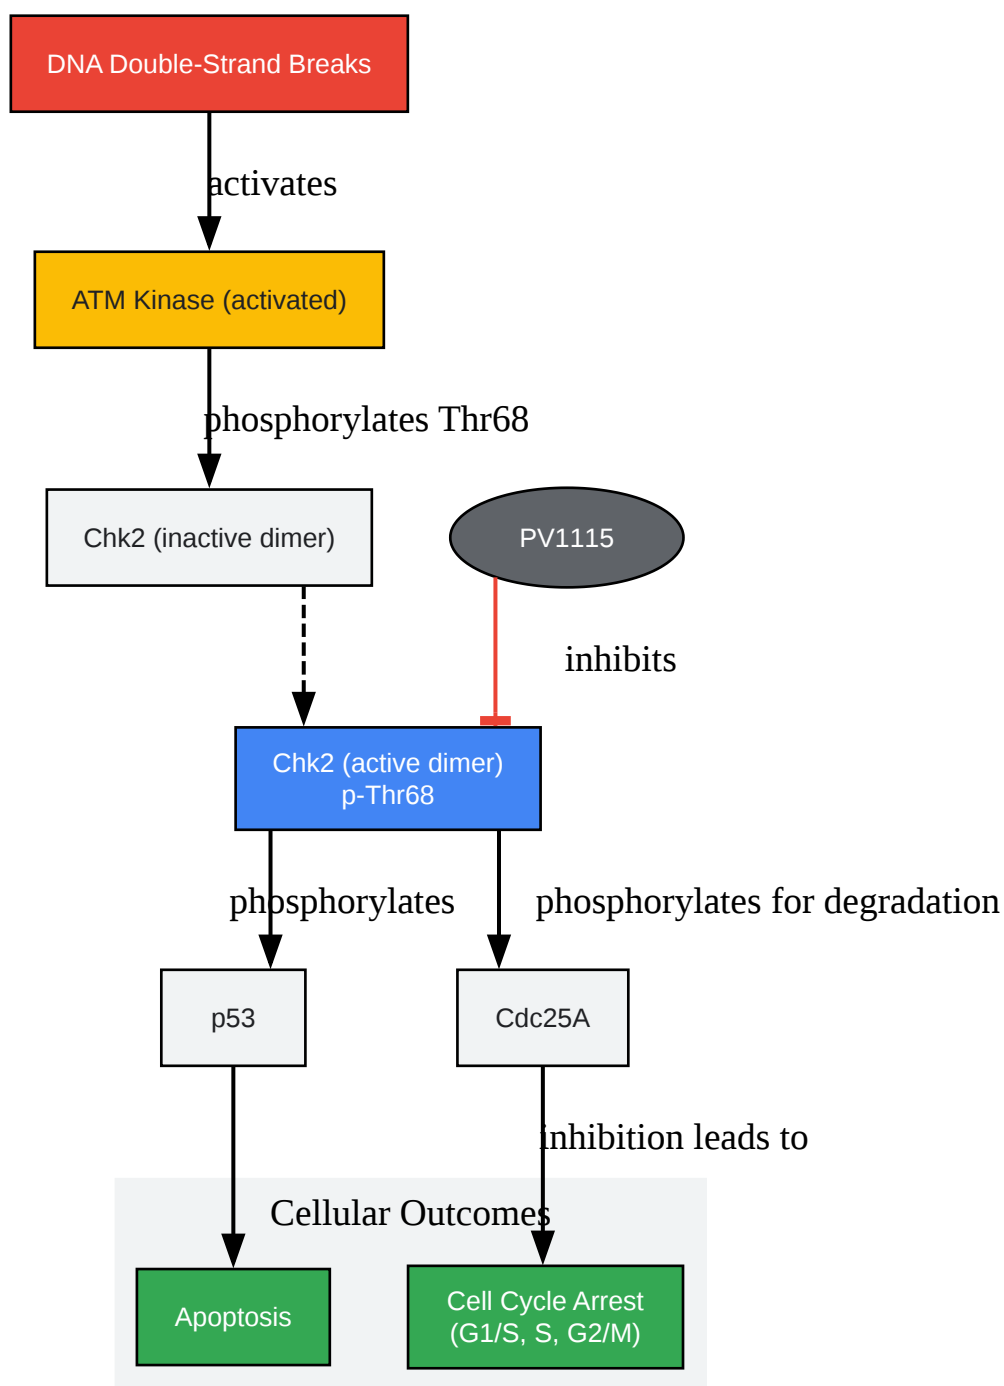 DNA Double-Strand Breaks
activates
ATM Kinase (activated)
phosphorylates Thr68
Chk2 (inactive dimer)
PV1115
inhibits
Chk2 (active dimer)
p-Thr68
phosphorylates
phosphorylates for degradation
p53
Cdc25A
inhibition leads to
Cellular Outcomes
Apoptosis
Cell Cycle Arrest
(G1/S, S, G2/M)